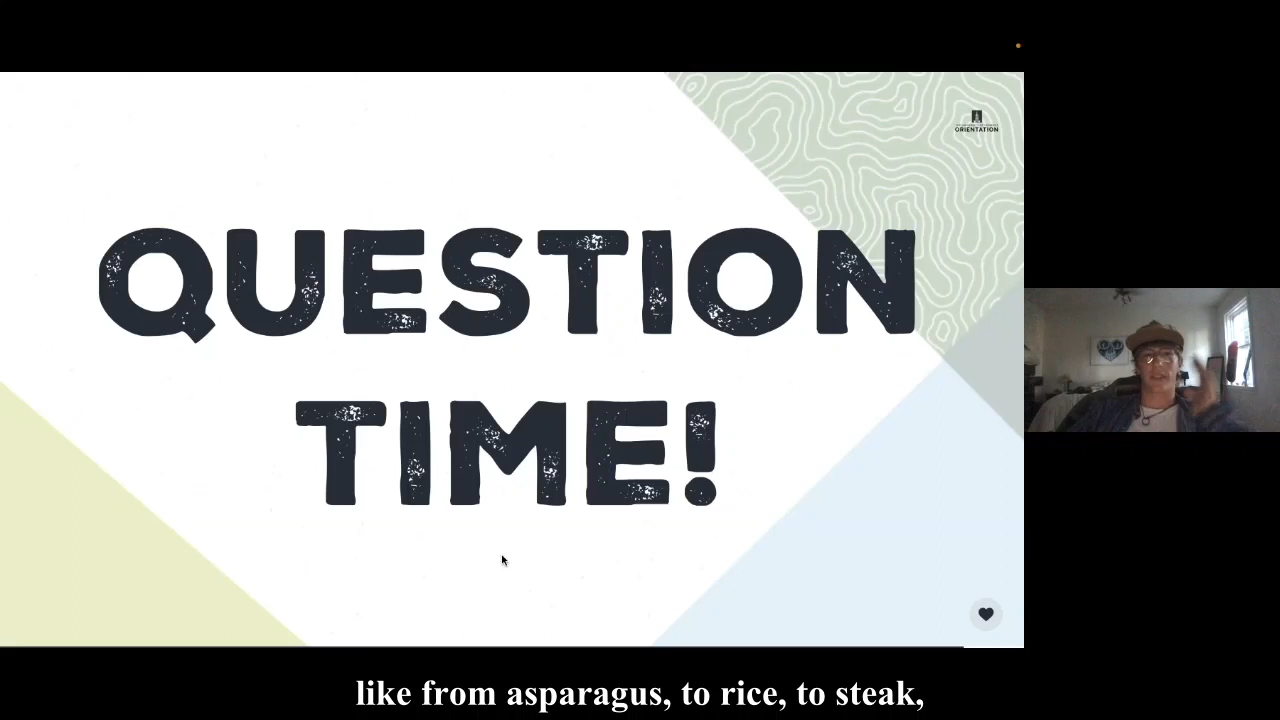 ORIENTATION
QUESTION
TIME!
like from asparagus, to rice, to steak,